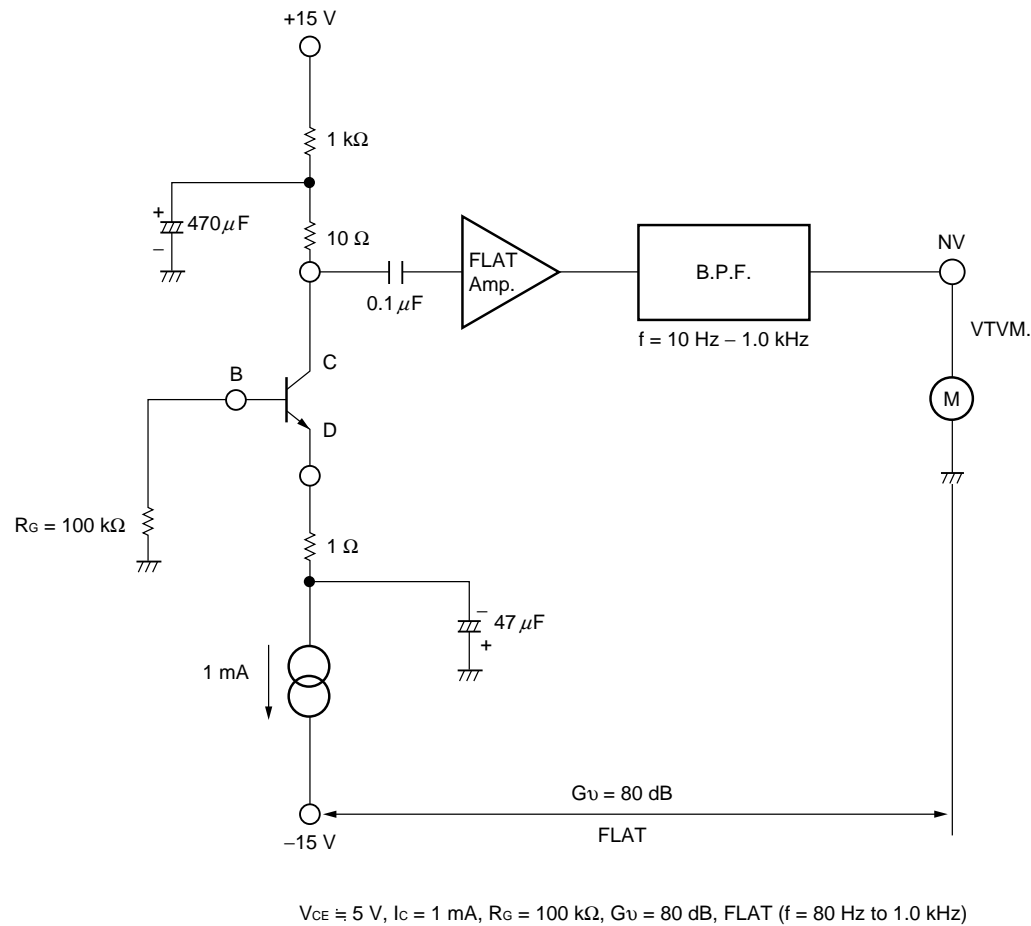 +15 V
1 kΩ
+
470 μF
−
10 Ω
0.1 μF
FLAT
Amp.
B.P.F.
f = 10 Hz − 1.0 kHz
NV
VTVM.
M
C
B
D
RG = 100 kΩ
1 Ω
−
47 μF
+
1 mA
Gυ = 80 dB
FLAT
−15 V
VCE ≒ 5 V, IC = 1 mA, RG = 100 kΩ, Gυ = 80 dB, FLAT (f = 80 Hz to 1.0 kHz)